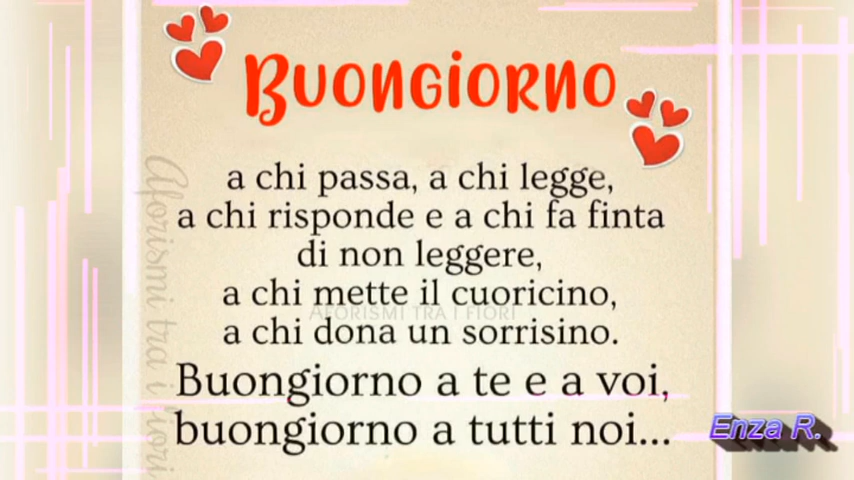 BUONGIORNO
a chi passa, a chi legge,
a chi risponde e a chi fa finta
di non leggere,
a chi mette il cuoricino,
AFORISMI TRA I FIORI
a chi dona un sorrisino.
Buongiorno a te e a voi,
buongiorno a tutti noi...
Aforismi tra i fiori
Enza R.